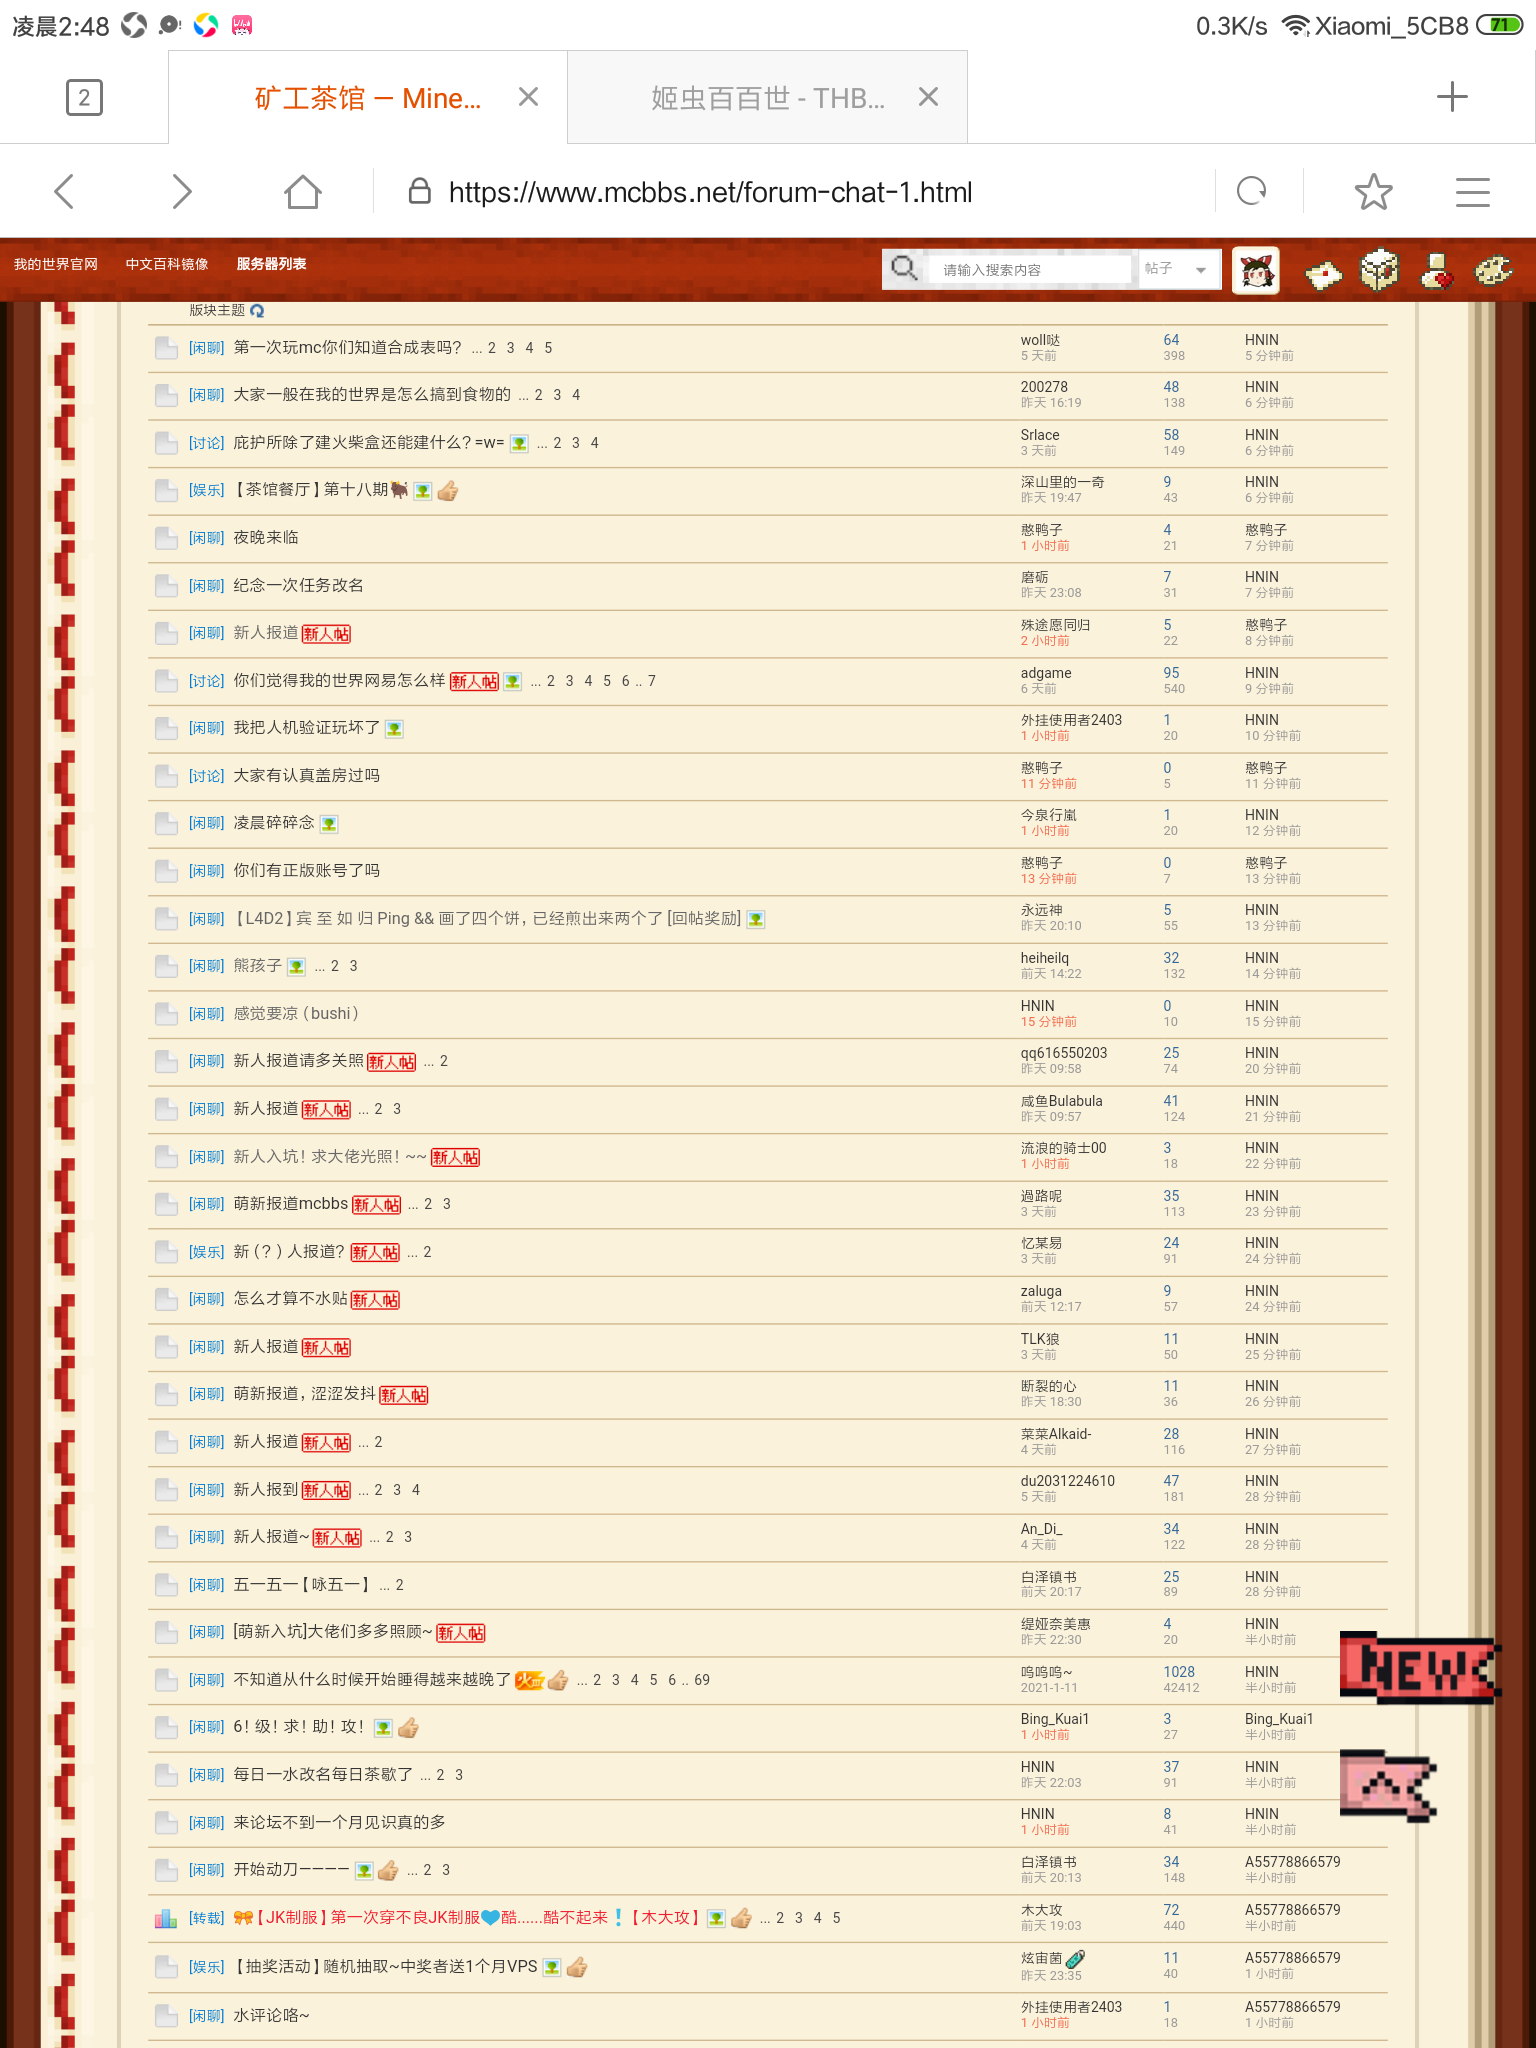 凌晨2:48 0.3K/s Xiaomi_5CB8 71
2 矿工茶馆 — Mine... 姬虫百百世 - THB...
https://www.mcbbs.net/forum-chat-1.html
我的世界官网 中文百科镜像 服务器列表 请输入搜索内容 帖子
版块主题
[闲聊] 第一次玩mc你们知道合成表吗? ... 2 3 4 5 woll哒 64 HNIN
5 天前 398 5 分钟前
[闲聊] 大家一般在我的世界是怎么搞到食物的 ... 2 3 4 200278 48 HNIN
昨天 16:19 138 6 分钟前
[讨论] 庇护所除了建火柴盒还能建什么? =w= ... 2 3 4 Srlace 58 HNIN
3 天前 149 6 分钟前
[娱乐] 【茶馆餐厅】第十八期 深山里的一奇 9 HNIN
昨天 19:47 43 6 分钟前
[闲聊] 夜晚来临 憨鸭子 4 憨鸭子
1 小时前 21 7 分钟前
[闲聊] 纪念一次任务改名 磨砺 7 HNIN
昨天 23:08 31 7 分钟前
[闲聊] 新人报道 新人帖 殊途愿同归 5 憨鸭子
2 小时前 22 8 分钟前
[讨论] 你们觉得我的世界网易怎么样 新人帖 ... 2 3 4 5 6 .. 7 adgame 95 HNIN
6 天前 540 9 分钟前
[闲聊] 我把人机验证玩坏了 外挂使用者2403 1 HNIN
1 小时前 20 10 分钟前
[讨论] 大家有认真盖房过吗 憨鸭子 0 憨鸭子
11 分钟前 5 11 分钟前
[闲聊] 凌晨碎碎念 今泉行嵐 1 HNIN
1 小时前 20 12 分钟前
[闲聊] 你们有正版账号了吗 憨鸭子 0 憨鸭子
13 分钟前 7 13 分钟前
[闲聊] 【L4D2】宾 至 如 归 Ping && 画了四个饼, 已经煎出来两个了 [回帖奖励] 永远神 5 HNIN
昨天 20:10 55 13 分钟前
[闲聊] 熊孩子 ... 2 3 heiheilq 32 HNIN
前天 14:22 132 14 分钟前
[闲聊] 感觉要凉（bushi） HNIN 0 HNIN
15 分钟前 10 15 分钟前
[闲聊] 新人报道请多关照 新人帖 ... 2 qq616550203 25 HNIN
昨天 09:58 74 20 分钟前
[闲聊] 新人报道 新人帖 ... 2 3 咸鱼Bulabula 41 HNIN
昨天 09:57 124 21 分钟前
[闲聊] 新人入坑! 求大佬光照! ~~ 新人帖 流浪的骑士00 3 HNIN
1 小时前 18 22 分钟前
[闲聊] 萌新报道mcbbs 新人帖 ... 2 3 過路呢 35 HNIN
3 天前 113 23 分钟前
[娱乐] 新（?）人报道? 新人帖 ... 2 忆某易 24 HNIN
3 天前 91 24 分钟前
[闲聊] 怎么才算不水贴 新人帖 zaluga 9 HNIN
前天 12:17 57 24 分钟前
[闲聊] 新人报道 新人帖 TLK狼 11 HNIN
3 天前 50 25 分钟前
[闲聊] 萌新报道, 涩涩发抖 新人帖 断裂的心 11 HNIN
昨天 18:30 36 26 分钟前
[闲聊] 新人报道 新人帖 ... 2 菜菜Alkaid- 28 HNIN
4 天前 116 27 分钟前
[闲聊] 新人报到 新人帖 ... 2 3 4 du2031224610 47 HNIN
5 天前 181 28 分钟前
[闲聊] 新人报道~ 新人帖 ... 2 3 An_Di_ 34 HNIN
4 天前 122 28 分钟前
[闲聊] 五一五一【咏五一】 ... 2 白泽镇书 25 HNIN
前天 20:17 89 28 分钟前
[闲聊] [萌新入坑]大佬们多多照顾~ 新人帖 缇娅奈美惠 4 HNIN
昨天 22:30 20 半小时前
NEW
[闲聊] 不知道从什么时候开始睡得越来越晚了 火 ... 2 3 4 5 6 .. 69 呜呜呜~ 1028 HNIN
2021-1-11 42412 半小时前
[闲聊] 6! 级! 求! 助! 攻! Bing_Kuai1 3 Bing_Kuai1
1 小时前 27 半小时前
[闲聊] 每日一水改名每日茶歇了 ... 2 3 HNIN 37 HNIN
昨天 22:03 91 半小时前
[闲聊] 来论坛不到一个月见识真的多 HNIN 8 HNIN
1 小时前 41 半小时前
[闲聊] 开始动刀———— ... 2 3 白泽镇书 34 A55778866579
前天 20:13 148 半小时前
[转载] 【JK制服】第一次穿不良JK制服💙酷......酷不起来❕【木大攻】 ... 2 3 4 5 木大攻 72 A55778866579
前天 19:03 440 半小时前
[娱乐] 【抽奖活动】随机抽取~中奖者送1个月VPS 炫宙菌 11 A55778866579
昨天 23:35 40 1 小时前
[闲聊] 水评论咯~ 外挂使用者2403 1 A55778866579
1 小时前 18 1 小时前